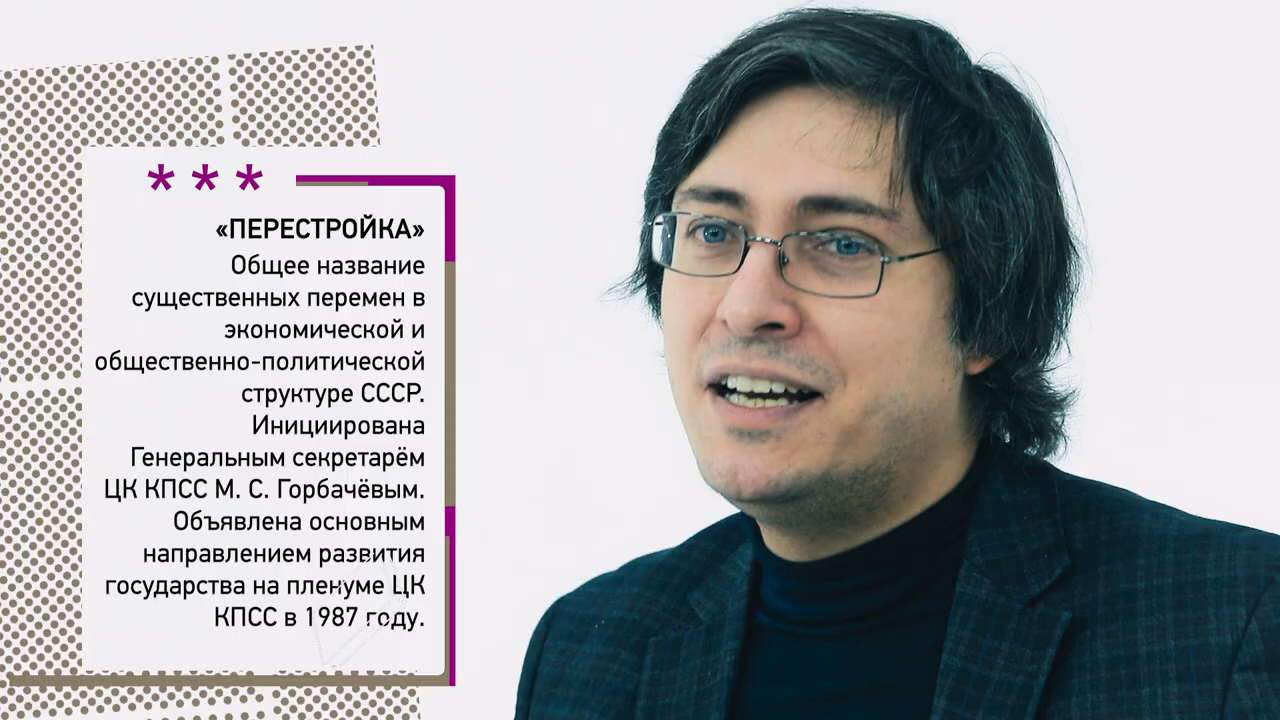 ***
«ПЕРЕСТРОЙКА»
Общее название
существенных перемен в
экономической и
общественно-политической
структуре СССР.
Инициирована
Генеральным секретарём
ЦК КПСС М. С. Горбачёвым.
Объявлена основным
направлением развития
государства на пленуме ЦК
КПСС в 1987 году.